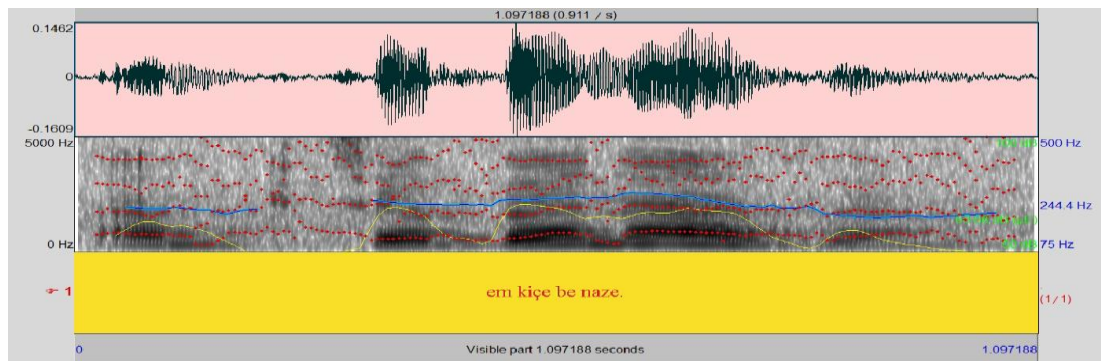 1.097188 (0.911 / s)
0.1462
0
-0.1609
5000 Hz
500 Hz
244.4 Hz
0 Hz
75 Hz
☞ 1
em kiçe be naze.
(1/1)
0
Visible part 1.097188 seconds
1.097188